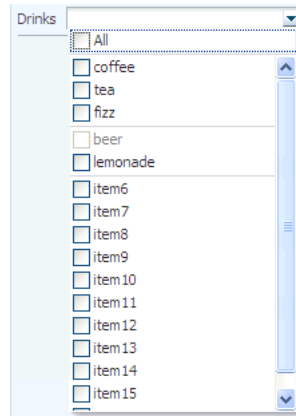 Drinks
All
coffee
tea
fizz
beer
lemonade
item6
item7
item8
item9
item10
item11
item12
item13
item14
item15